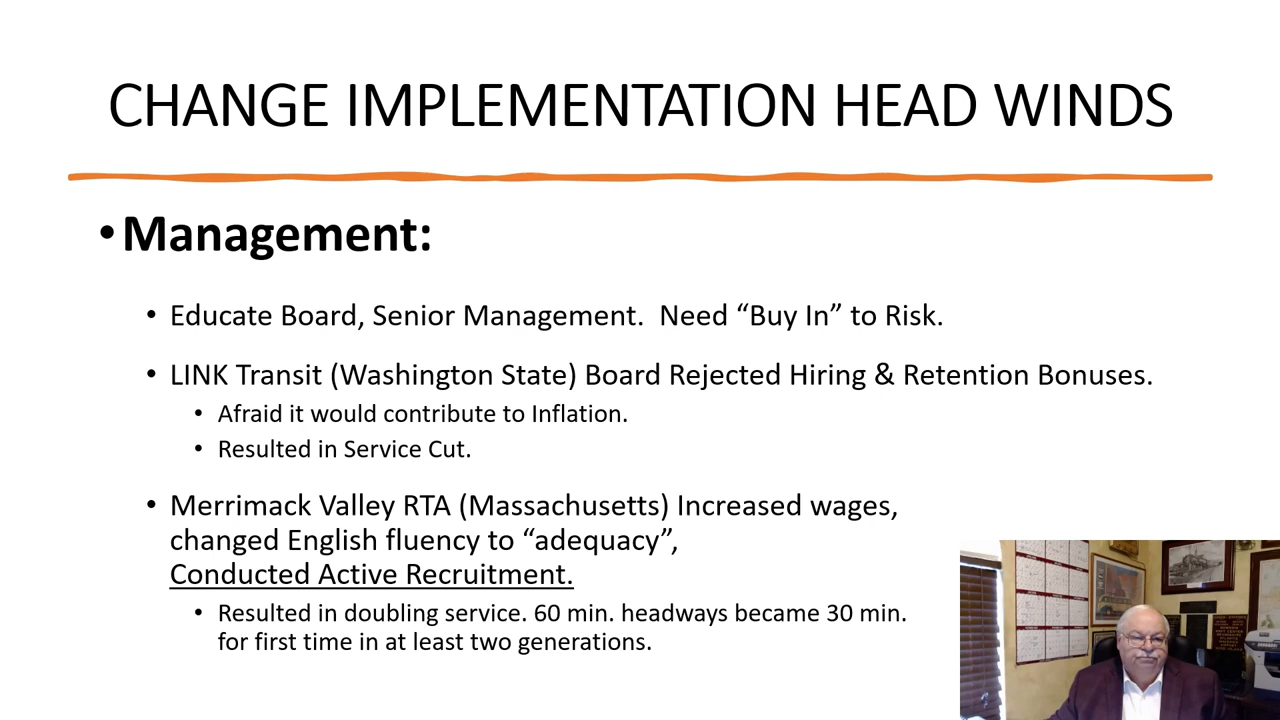 CHANGE IMPLEMENTATION HEAD WINDS
• Management:
• Educate Board, Senior Management.  Need “Buy In” to Risk.
• LINK Transit (Washington State) Board Rejected Hiring & Retention Bonuses.
• Afraid it would contribute to Inflation.
• Resulted in Service Cut.
• Merrimack Valley RTA (Massachusetts) Increased wages,
changed English fluency to “adequacy”,
Conducted Active Recruitment.
• Resulted in doubling service. 60 min. headways became 30 min.
for first time in at least two generations.